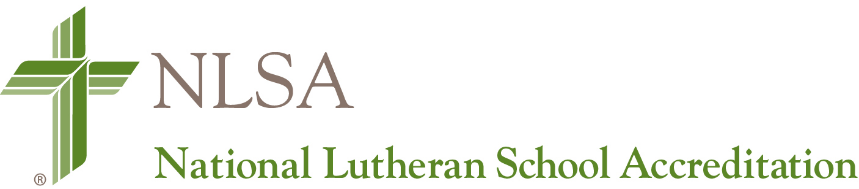 NLSA
National Lutheran School Accreditation
®